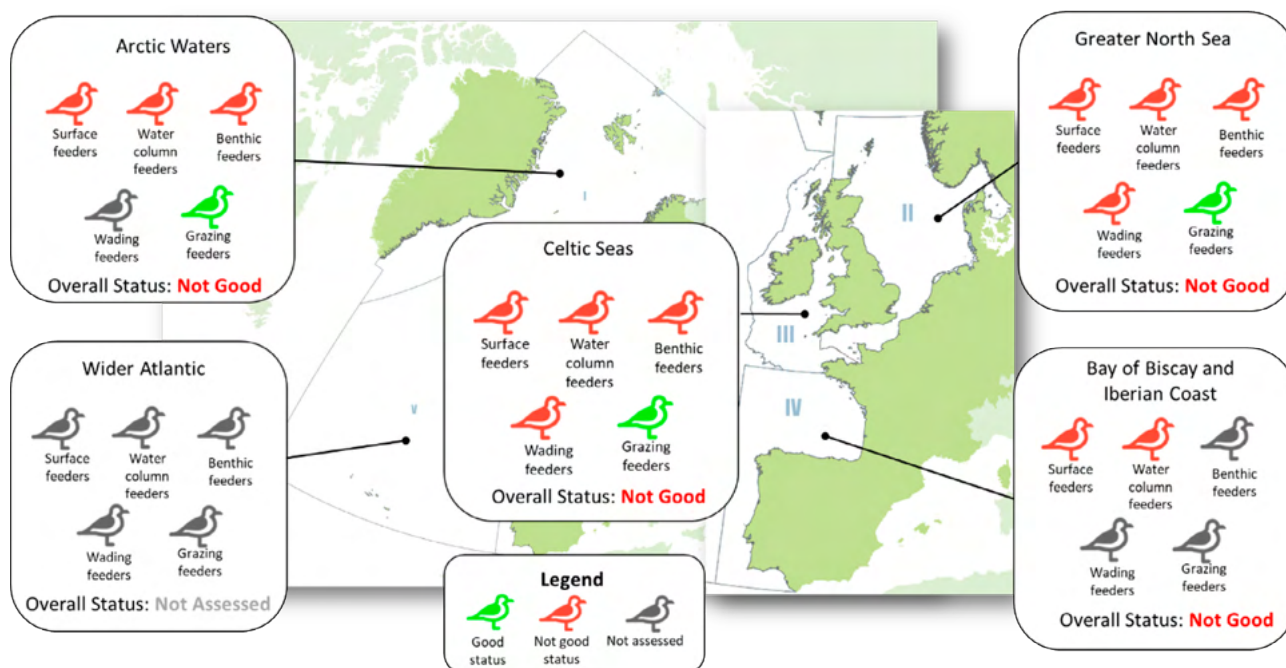 Arctic Waters
Surface
feeders
Water
column
feeders
Benthic
feeders
Wading
feeders
Grazing
feeders
Overall Status: Not Good
Greater North Sea
Surface
feeders
Water
column
feeders
Benthic
feeders
Wading
feeders
Grazing
feeders
Overall Status: Not Good
I
II
III
IV
V
Celtic Seas
Surface
feeders
Water
column
feeders
Benthic
feeders
Wading
feeders
Grazing
feeders
Overall Status: Not Good
Wider Atlantic
Surface
feeders
Water
column
feeders
Benthic
feeders
Wading
feeders
Grazing
feeders
Overall Status: Not Assessed
Bay of Biscay and
Iberian Coast
Surface
feeders
Water
column
feeders
Benthic
feeders
Wading
feeders
Grazing
feeders
Overall Status: Not Good
Legend
Good
status
Not good
status
Not assessed